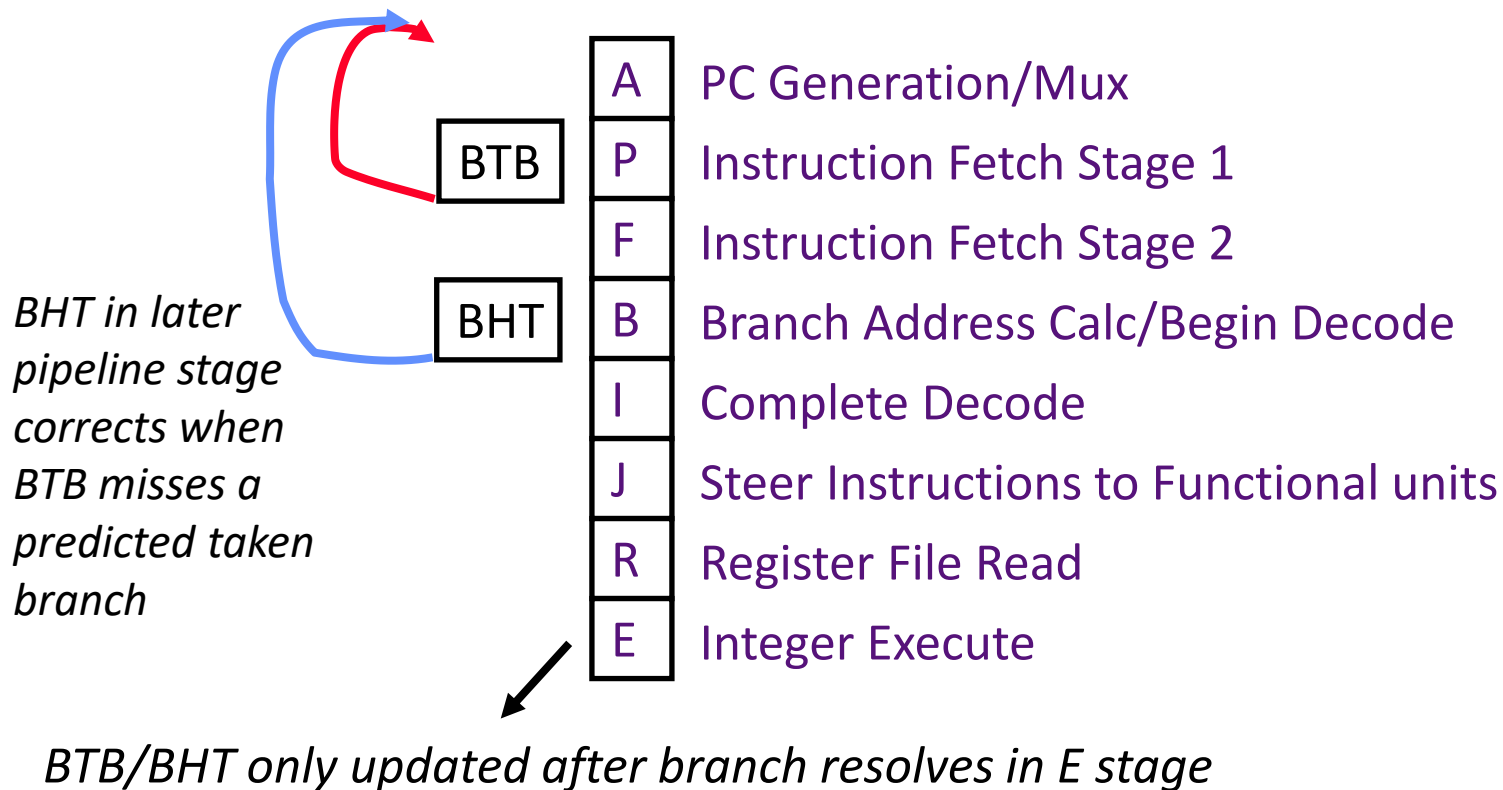 A PC Generation/Mux
BTB P Instruction Fetch Stage 1
F Instruction Fetch Stage 2
BHT B Branch Address Calc/Begin Decode
I Complete Decode
J Steer Instructions to Functional units
R Register File Read
E Integer Execute
BHT in later
pipeline stage
corrects when
BTB misses a
predicted taken
branch
BTB/BHT only updated after branch resolves in E stage